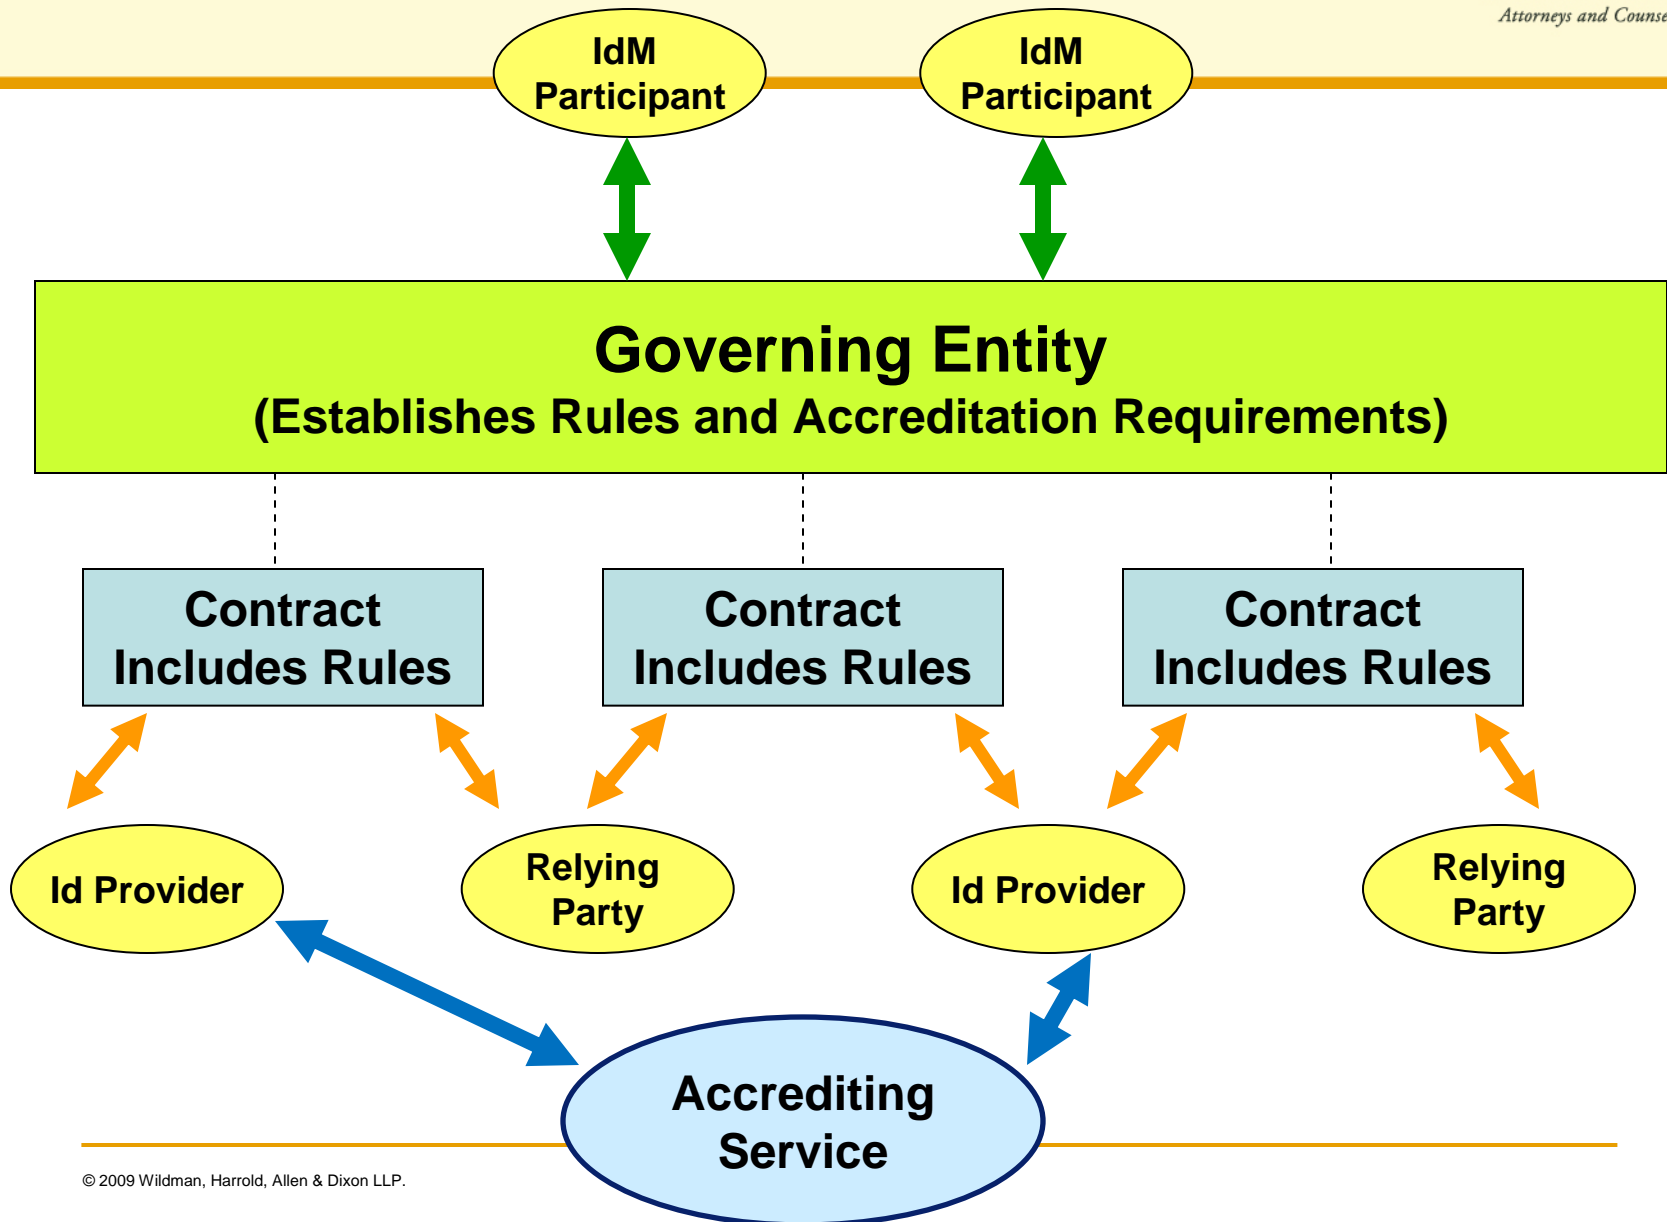 Attorneys and Counse
IdM
Participant
IdM
Participant
Governing Entity
(Establishes Rules and Accreditation Requirements)
Contract
Includes Rules
Contract
Includes Rules
Contract
Includes Rules
Id Provider
Relying
Party
Id Provider
Relying
Party
Accrediting
Service
© 2009 Wildman, Harrold, Allen & Dixon LLP.